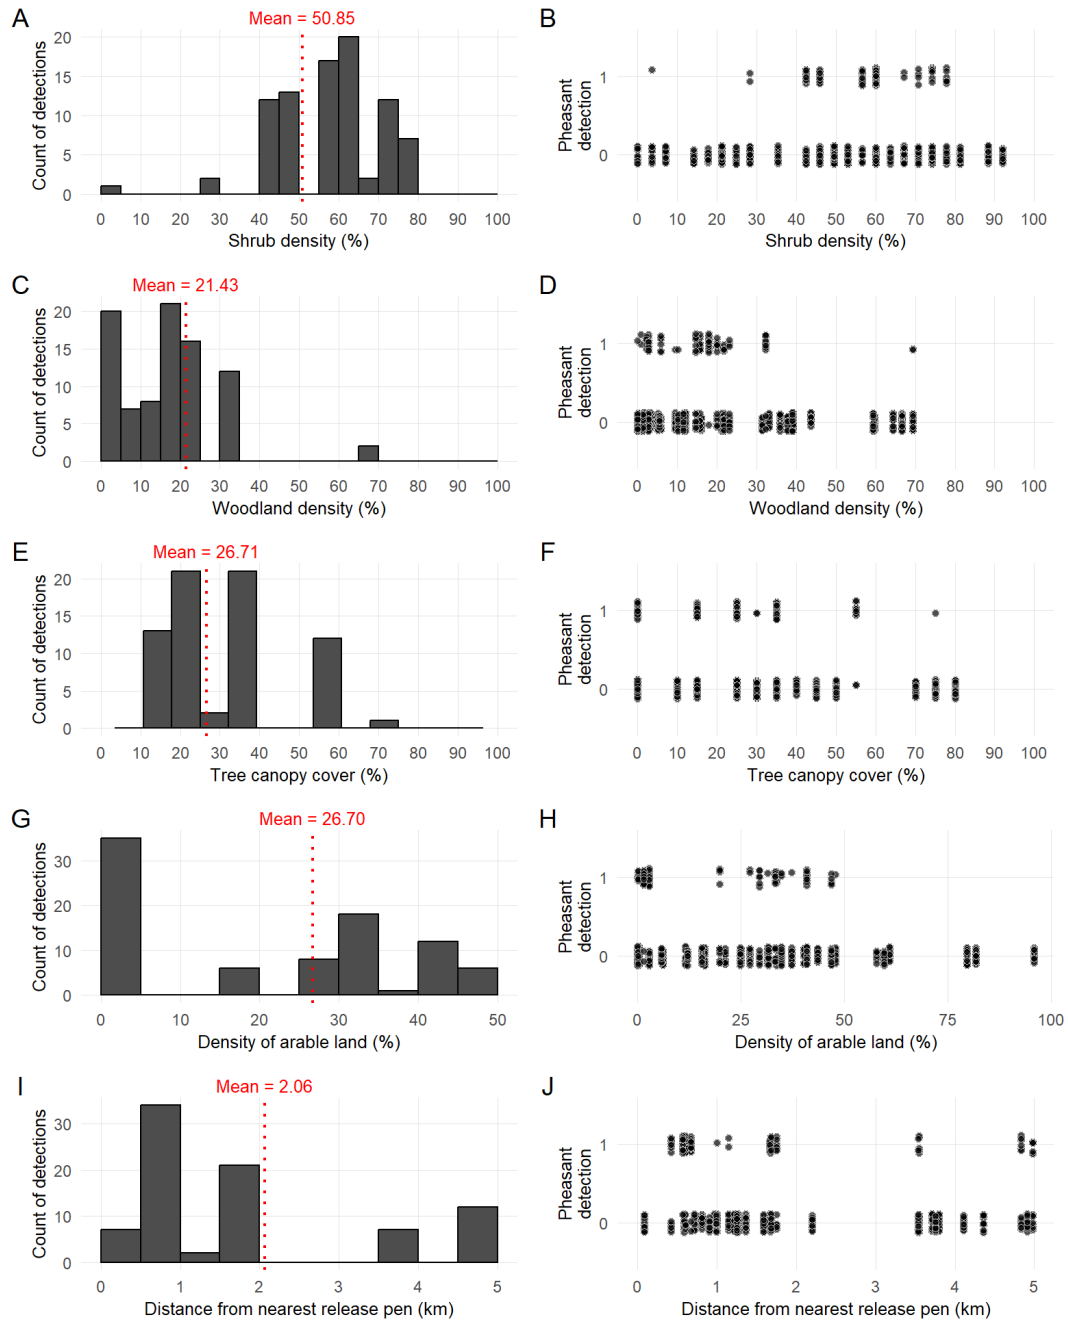 A
Mean = 50.85
Count of detections
20
15
10
5
0
0 10 20 30 40 50 60 70 80 90 100
Shrub density (%)
B
Pheasant
detection
1
0
0 10 20 30 40 50 60 70 80 90 100
Shrub density (%)
C
Mean = 21.43
Count of detections
20
15
10
5
0
0 10 20 30 40 50 60 70 80 90 100
Woodland density (%)
D
Pheasant
detection
1
0
0 10 20 30 40 50 60 70 80 90 100
Woodland density (%)
E
Mean = 26.71
Count of detections
20
15
10
5
0
0 10 20 30 40 50 60 70 80 90 100
Tree canopy cover (%)
F
Pheasant
detection
1
0
0 10 20 30 40 50 60 70 80 90 100
Tree canopy cover (%)
G
Mean = 26.70
Count of detections
30
20
10
0
0 10 20 30 40 50
Density of arable land (%)
H
Pheasant
detection
1
0
0 25 50 75 100
Density of arable land (%)
I
Mean = 2.06
Count of detections
30
20
10
0
0 1 2 3 4 5
Distance from nearest release pen (km)
J
Pheasant
detection
1
0
0 1 2 3 4 5
Distance from nearest release pen (km)